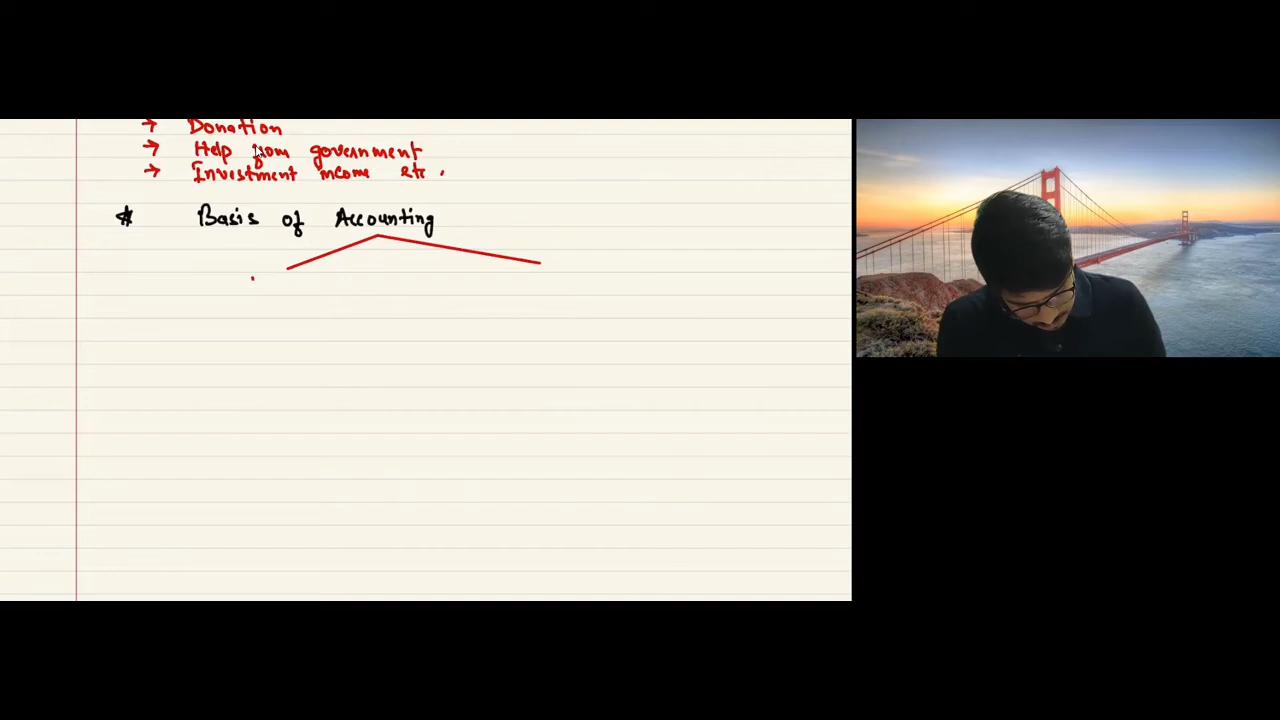 → Donation
→ Help from government
→ Investment income etc.
* Basis of Accounting